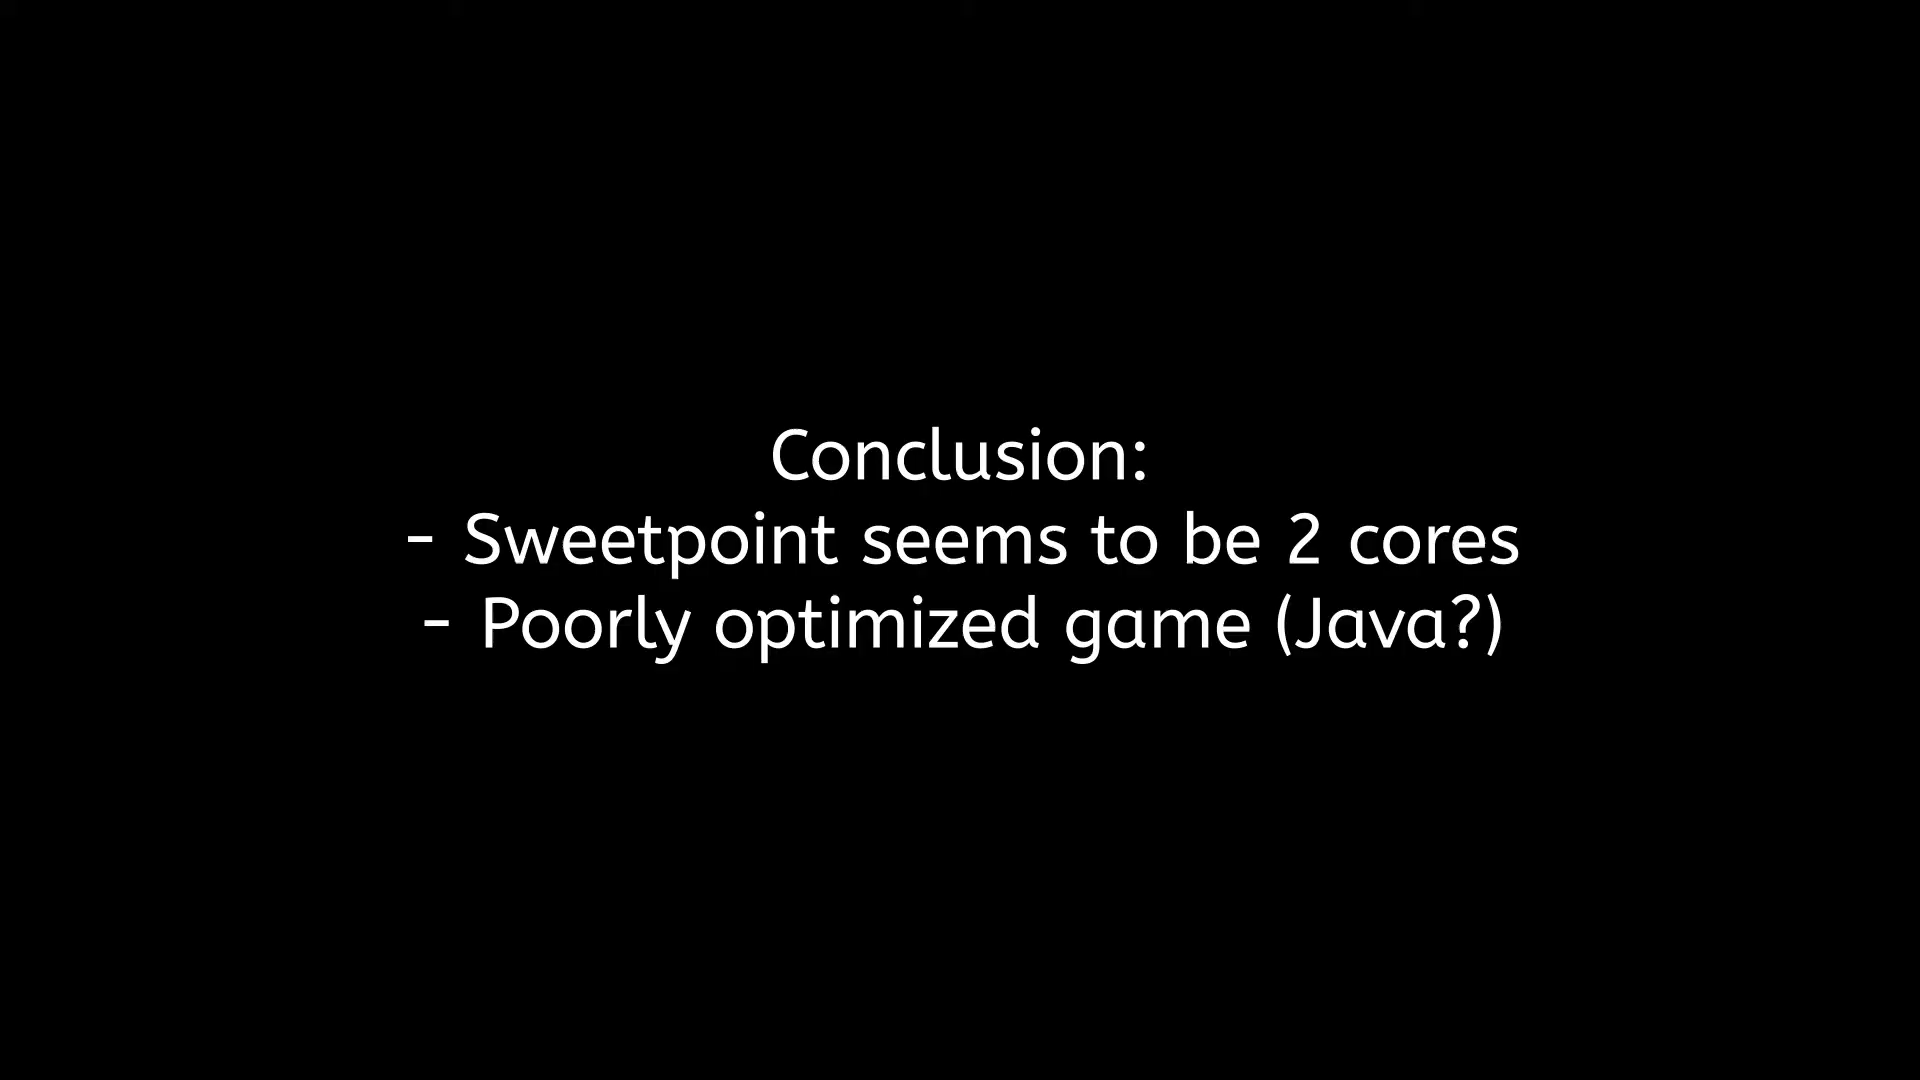 Conclusion:
- Sweetpoint seems to be 2 cores
- Poorly optimized game (Java?)